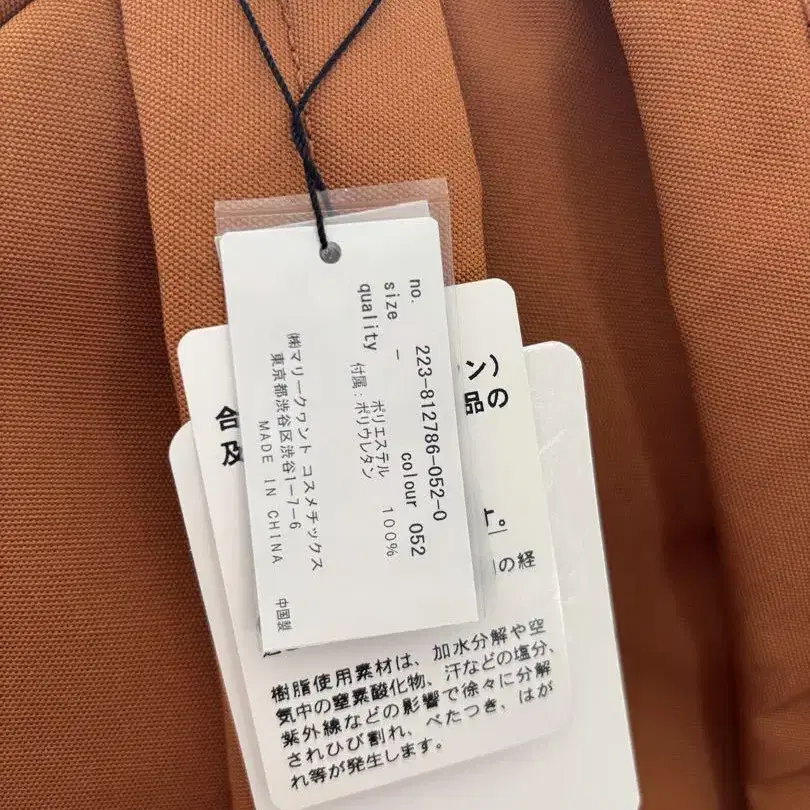 no. 223-812786-052-0
size － colour 052
quality ポリエステル 100%
付属:ポリウレタン
㈱マリークヮント コスメチックス
東京都渋谷区渋谷1-7-6
MADE IN CHINA 中国製
合
ン)
及
品の
す。
の経
樹脂使用素材は、加水分解や空
気中の窒素酸化物、汗などの塩分、
紫外線などの影響で徐々に分解
されひび割れ、べたつき、はが
れ等が発生します。